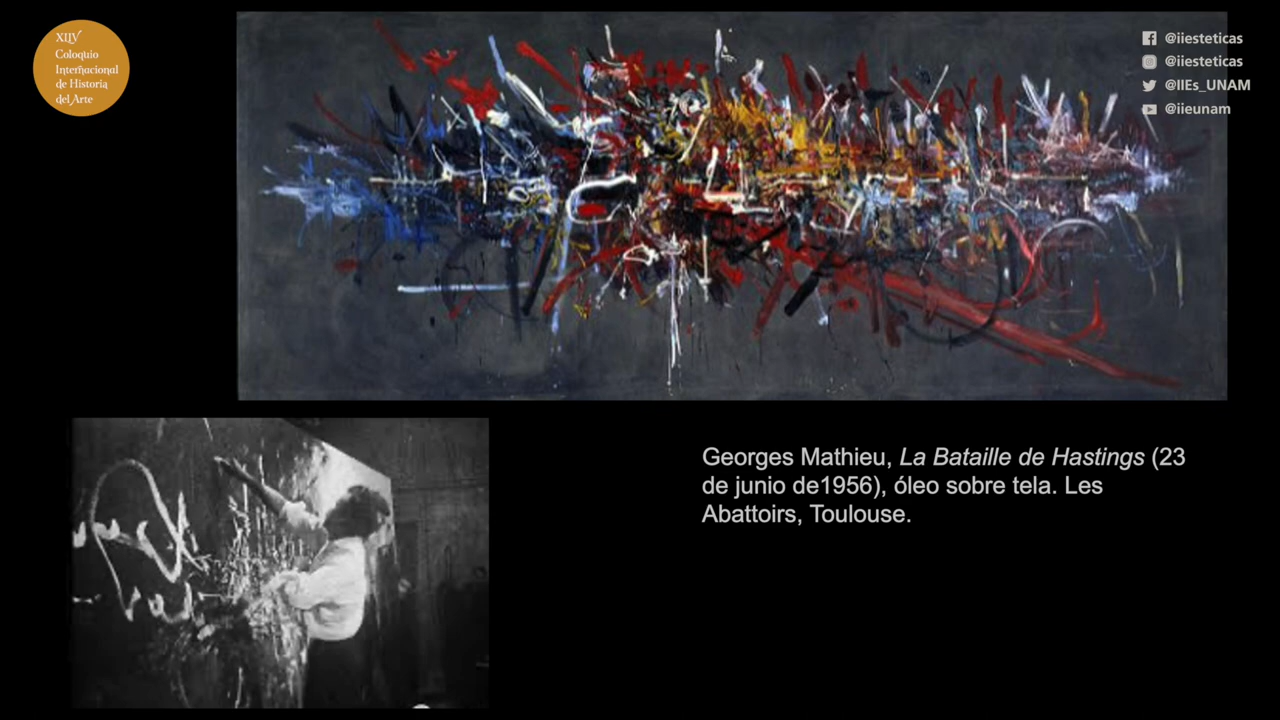 XLIV
Coloquio
Internacional
de Historia
del Arte
@iiesteticas
@iiesteticas
@IIEs_UNAM
@iieunam
Georges Mathieu, La Bataille de Hastings (23
de junio de1956), óleo sobre tela. Les
Abattoirs, Toulouse.